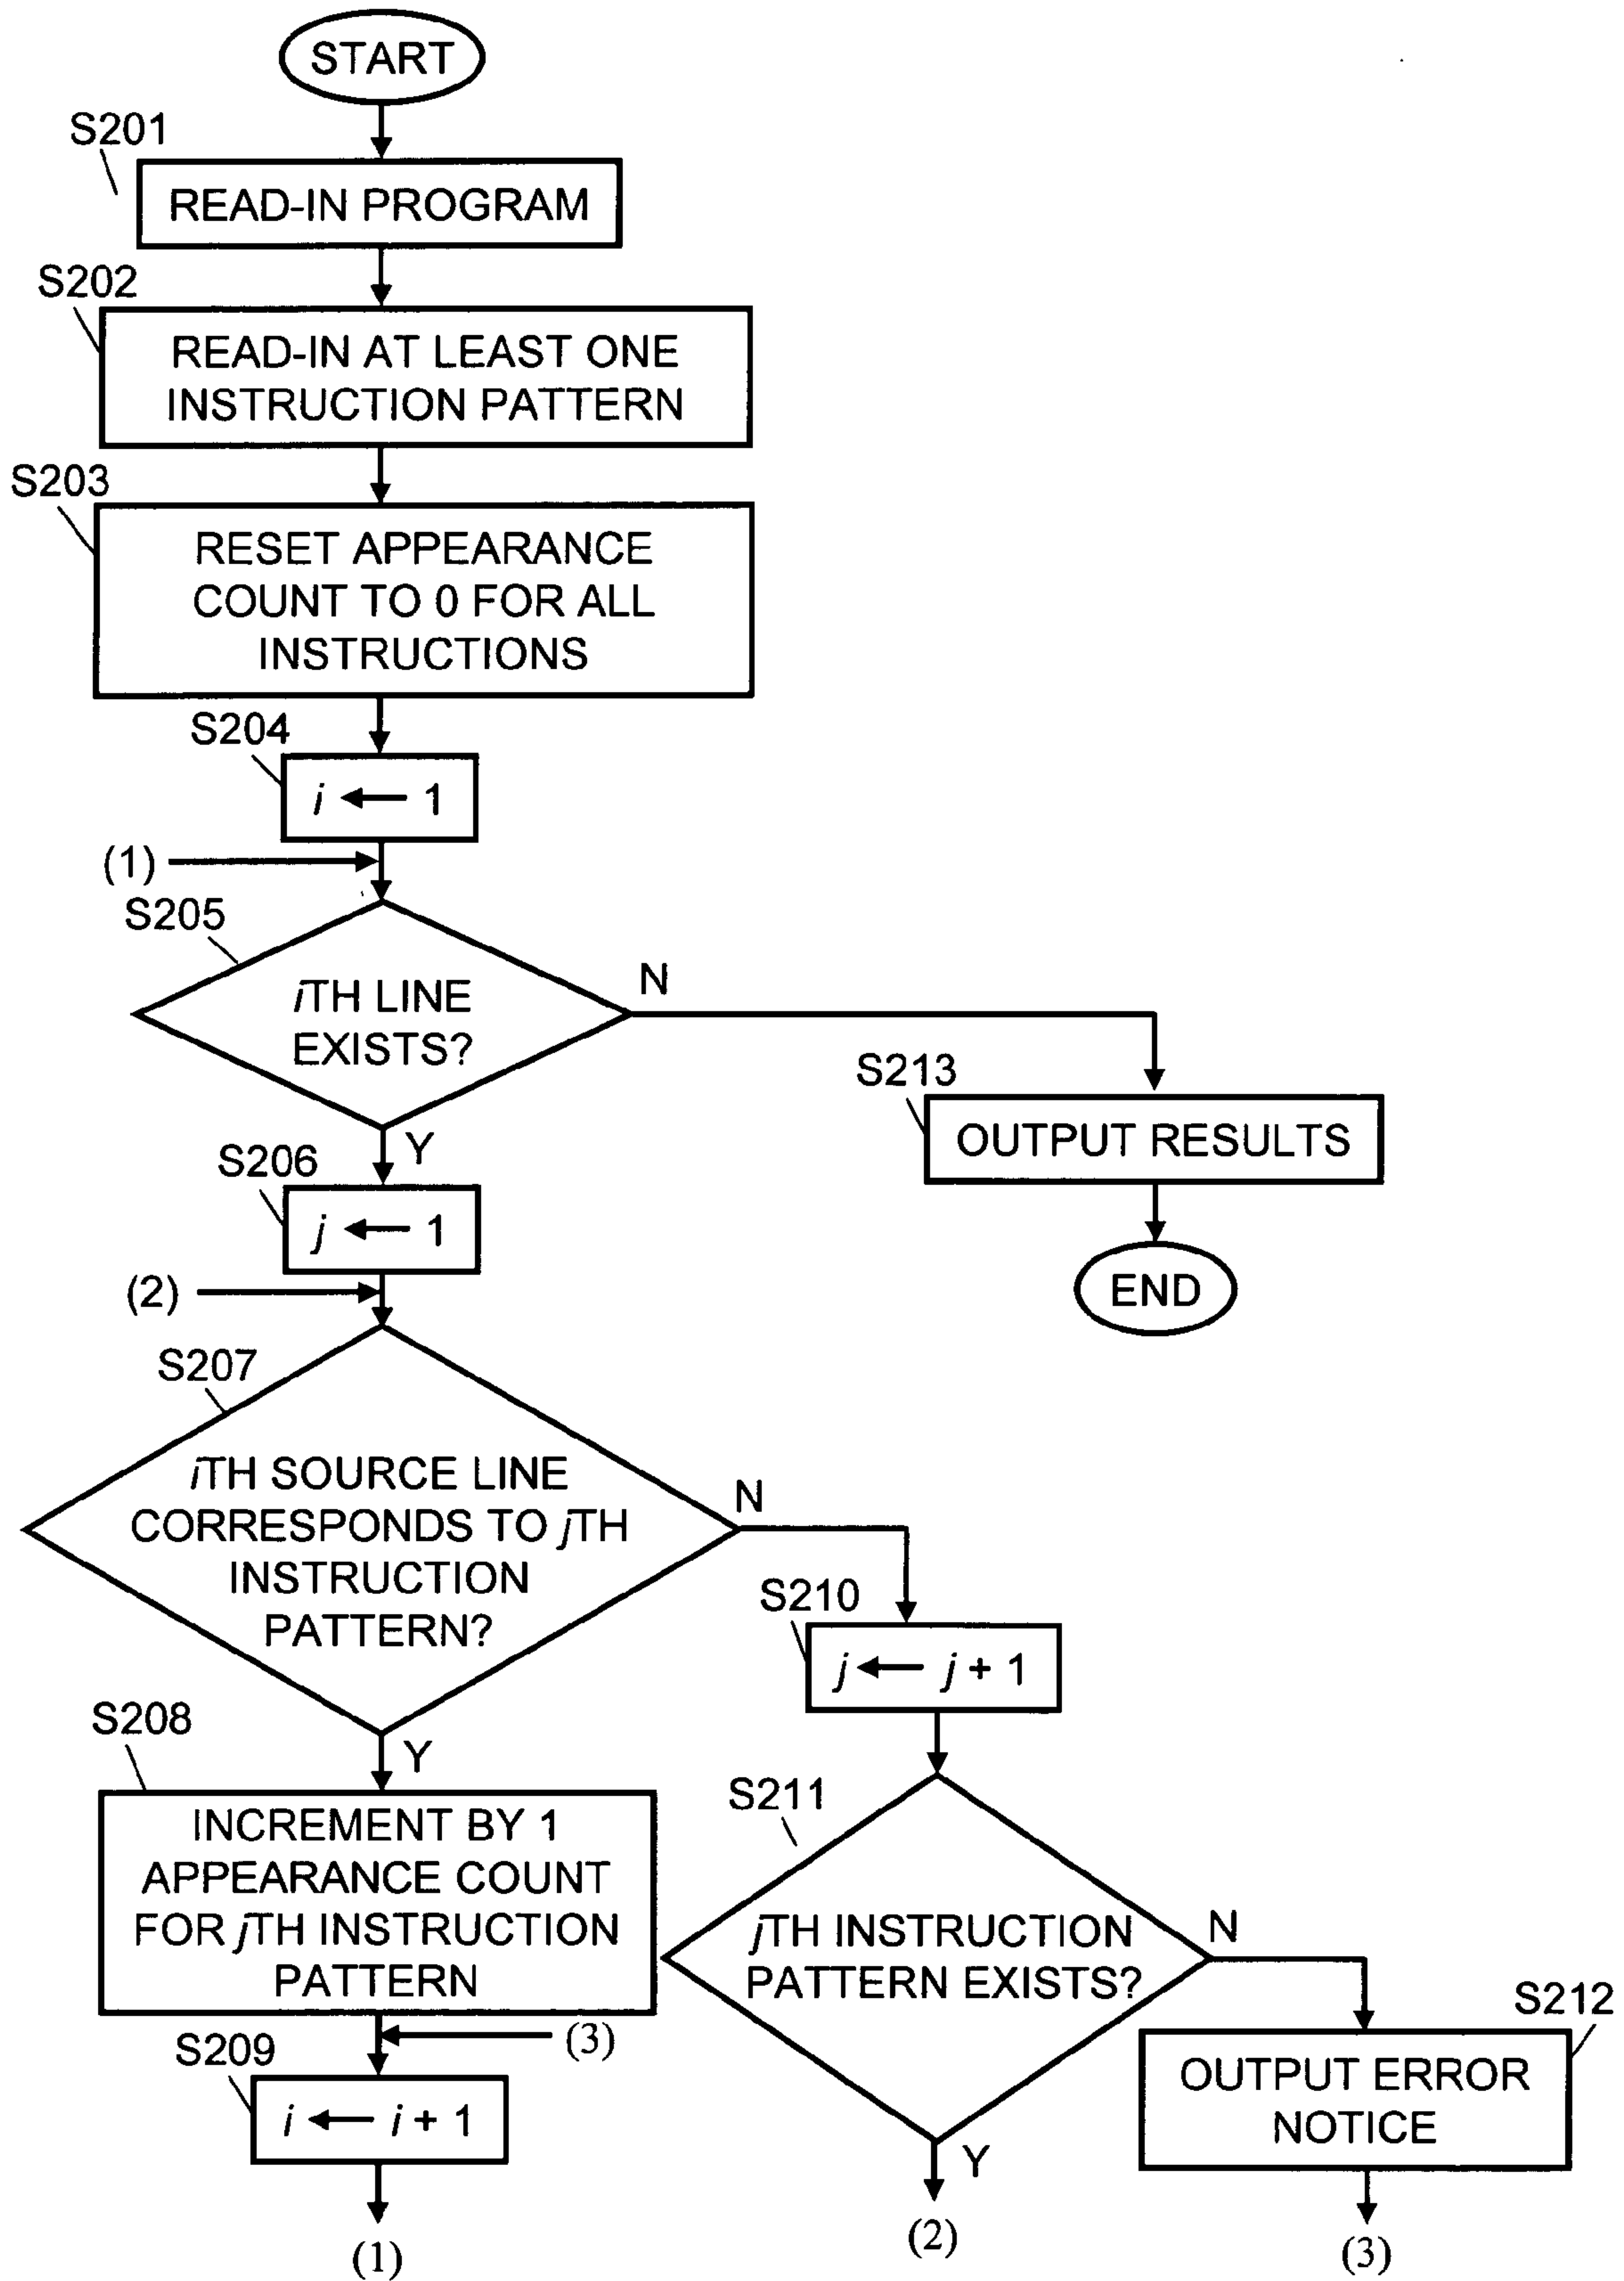 START
S201
READ-IN PROGRAM
S202
READ-IN AT LEAST ONE
INSTRUCTION PATTERN
S203
RESET APPEARANCE
COUNT TO 0 FOR ALL
INSTRUCTIONS
S204
i ← 1
(1)
S205
iTH LINE
EXISTS?
N
Y
S213
OUTPUT RESULTS
END
S206
j ← 1
(2)
S207
iTH SOURCE LINE
CORRESPONDS TO jTH
INSTRUCTION
PATTERN?
N
Y
S210
j ← j + 1
S208
INCREMENT BY 1
APPEARANCE COUNT
FOR jTH INSTRUCTION
PATTERN
S211
jTH INSTRUCTION
PATTERN EXISTS?
N
Y
S212
OUTPUT ERROR
NOTICE
(3)
S209
i ← i + 1
(1)
(2)
(3)